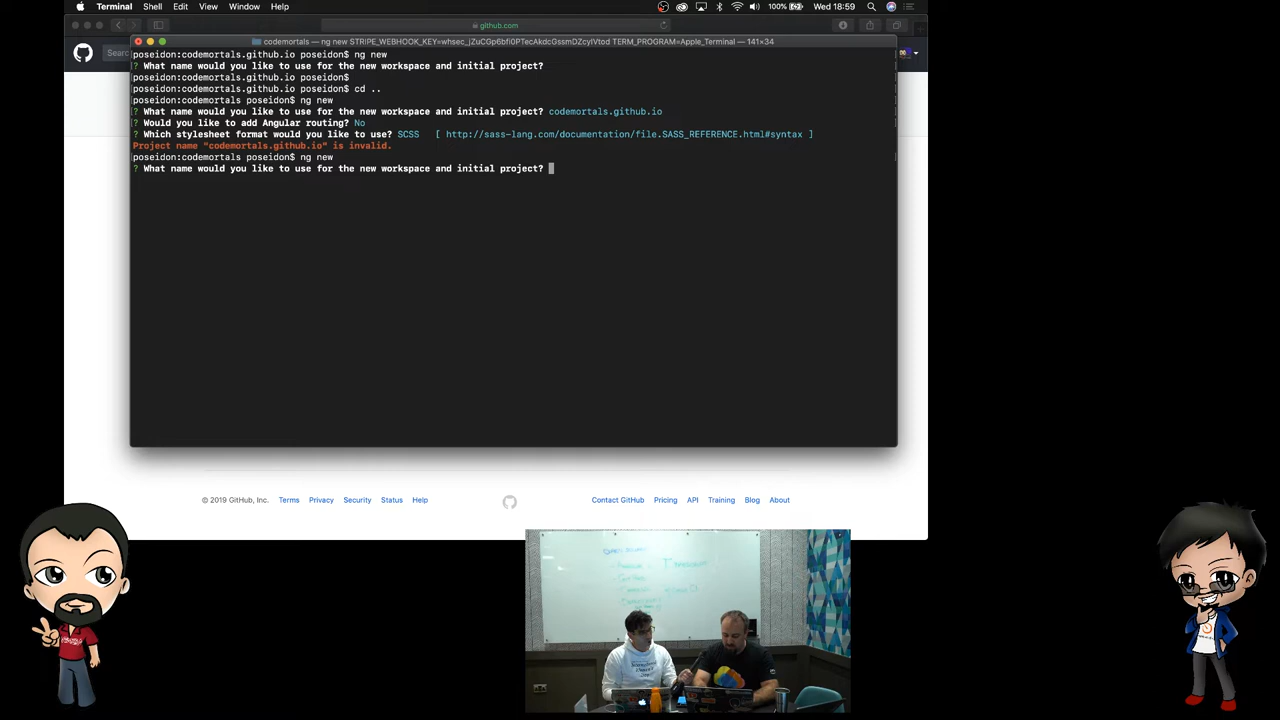 Terminal Shell Edit View Window Help 100% Wed 18:59
github.com
codemortals — ng new STRIPE_WEBHOOK_KEY=whsec_jZuCGp6bfi0PTecAkdcGssmDZcyiVtod TERM_PROGRAM=Apple_Terminal — 141×34
Searc
poseidon:codemortals.github.io poseidon$ ng new
? What name would you like to use for the new workspace and initial project?
poseidon:codemortals.github.io poseidon$
poseidon:codemortals.github.io poseidon$ cd ..
poseidon:codemortals poseidon$ ng new
? What name would you like to use for the new workspace and initial project? codemortals.github.io
? Would you like to add Angular routing? No
? Which stylesheet format would you like to use? SCSS [ http://sass-lang.com/documentation/file.SASS_REFERENCE.html#syntax ]
Project name "codemortals.github.io" is invalid.
poseidon:codemortals poseidon$ ng new
? What name would you like to use for the new workspace and initial project?
© 2019 GitHub, Inc. Terms Privacy Security Status Help Contact GitHub Pricing API Training Blog About